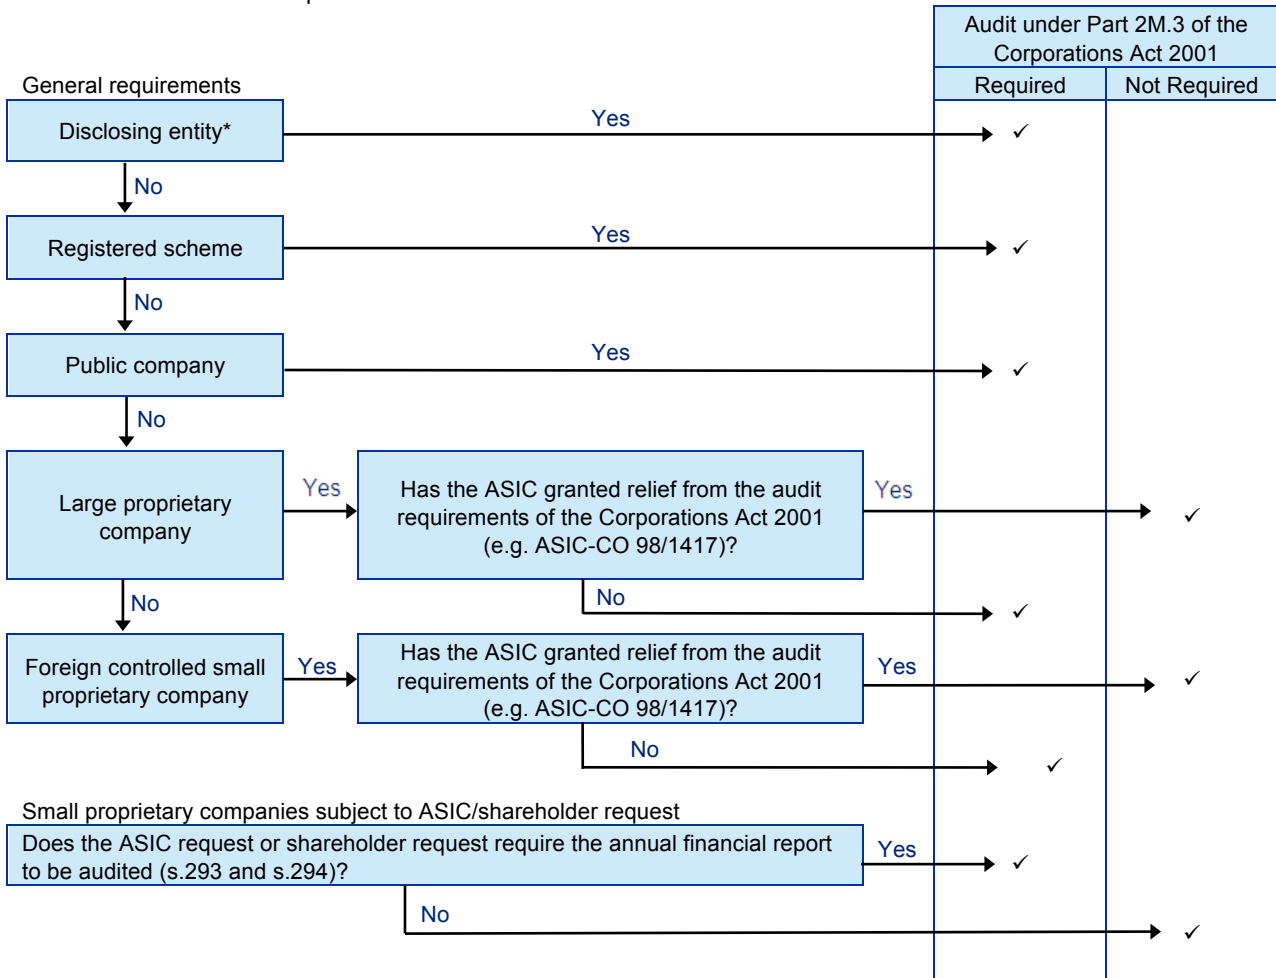 Audit under Part 2M.3 of the
Corporations Act 2001
General requirements
Required
Not Required
Disclosing entity*
Yes
✓
No
Registered scheme
Yes
✓
No
Public company
Yes
✓
No
Large proprietary
company
Yes
Has the ASIC granted relief from the audit
requirements of the Corporations Act 2001
(e.g. ASIC-CO 98/1417)?
Yes
✓
No
✓
No
Foreign controlled small
proprietary company
Yes
Has the ASIC granted relief from the audit
requirements of the Corporations Act 2001
(e.g. ASIC-CO 98/1417)?
Yes
✓
No
✓
Small proprietary companies subject to ASIC/shareholder request
Does the ASIC request or shareholder request require the annual financial report
to be audited (s.293 and s.294)?
Yes
✓
No
✓